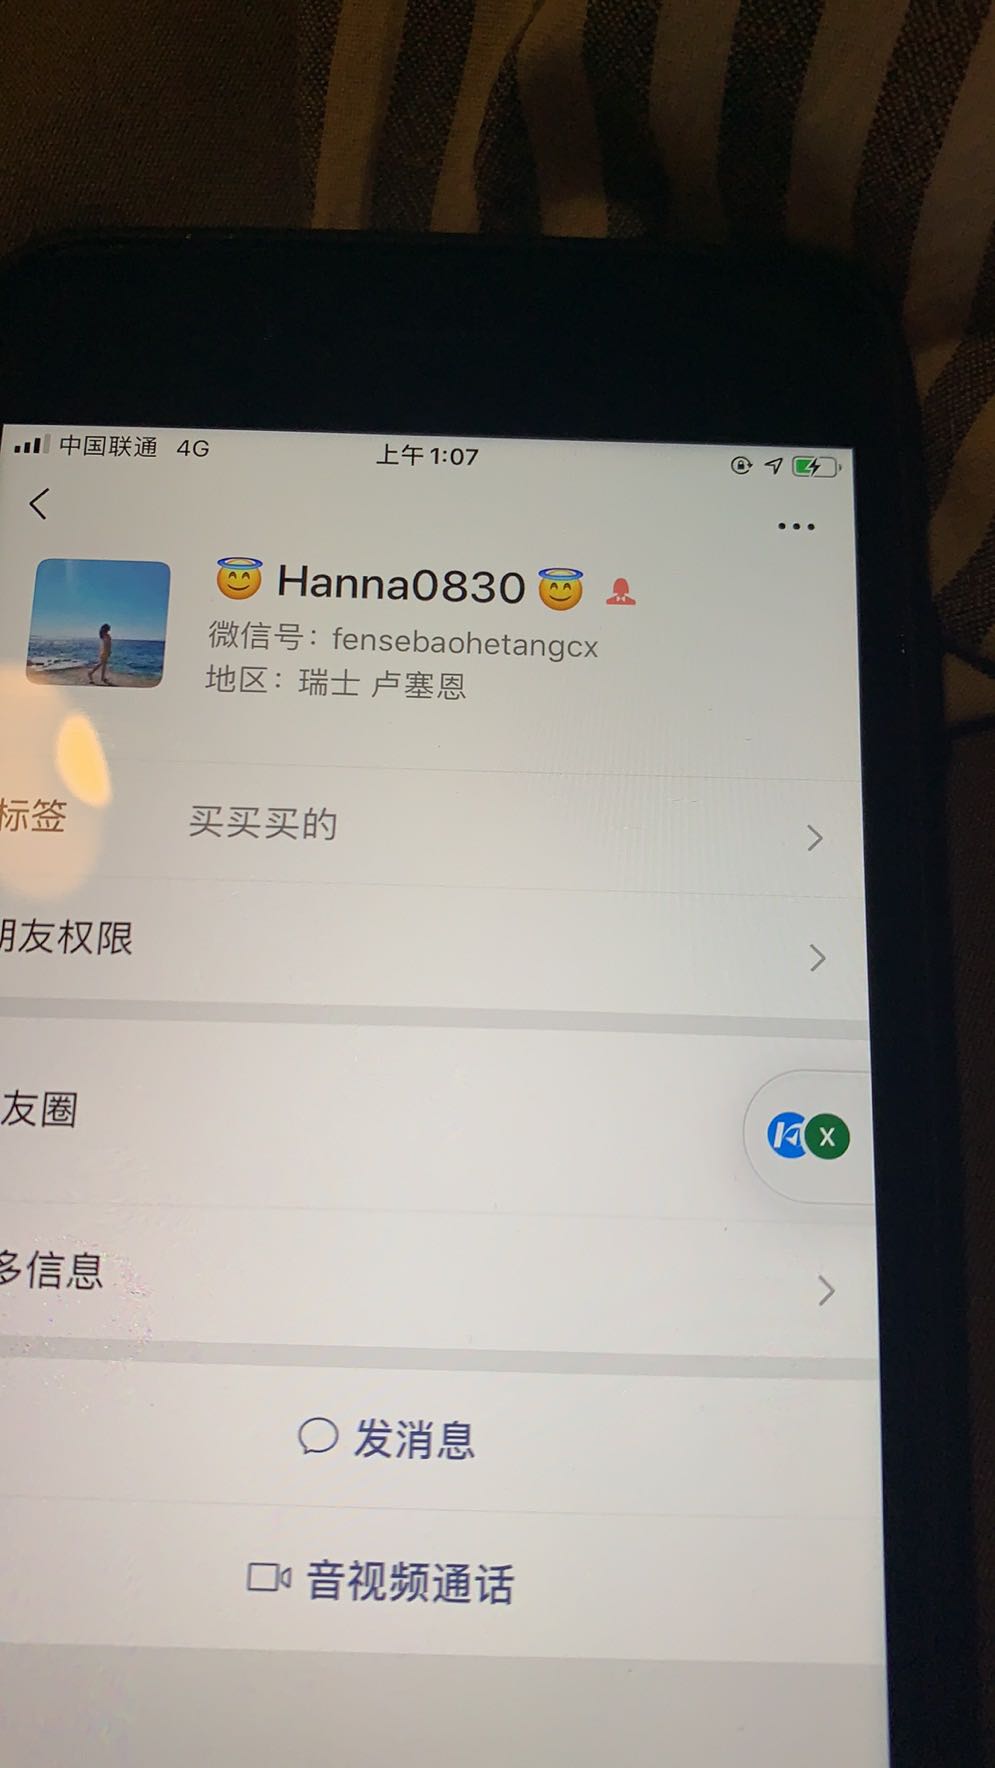 中国联通 4G 上午1:07
😇 Hanna0830 😇
微信号：fensebaohetangcx
地区：瑞士 卢塞恩
标签 买买买的
朋友权限
友圈
多信息
发消息
音视频通话